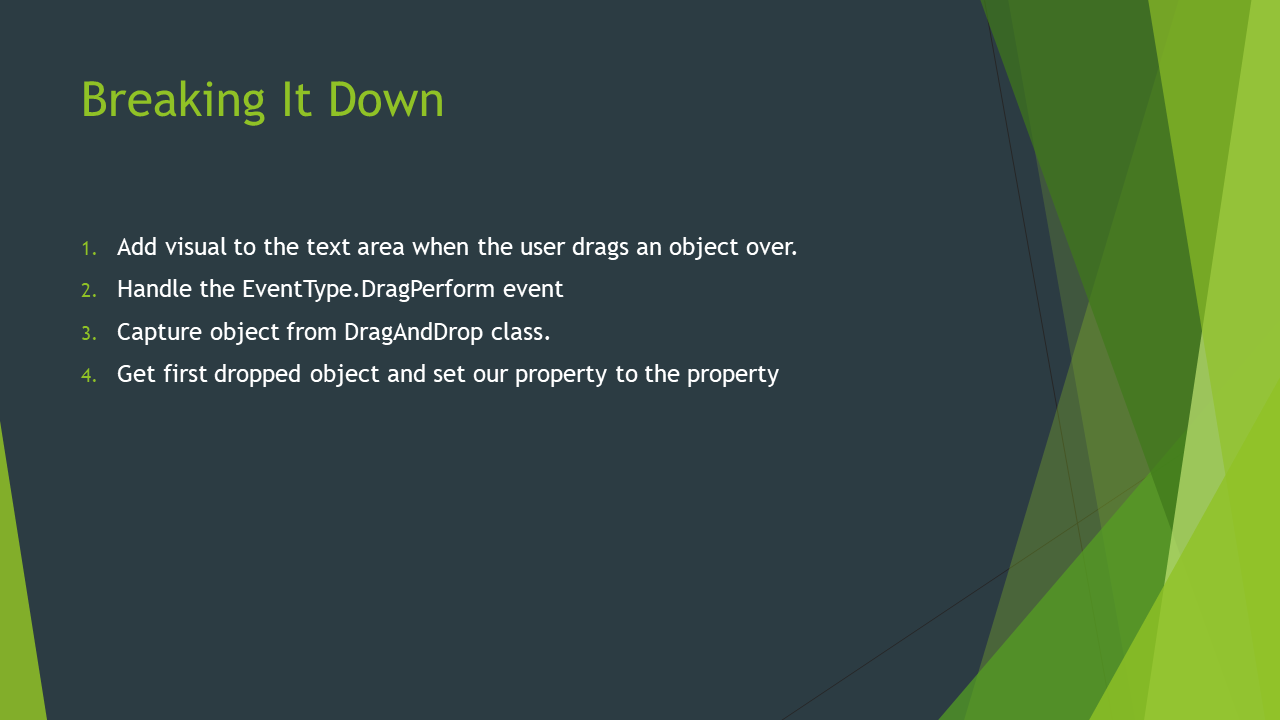 Breaking It Down
1. Add visual to the text area when the user drags an object over.
2. Handle the EventType.DragPerform event
3. Capture object from DragAndDrop class.
4. Get first dropped object and set our property to the property